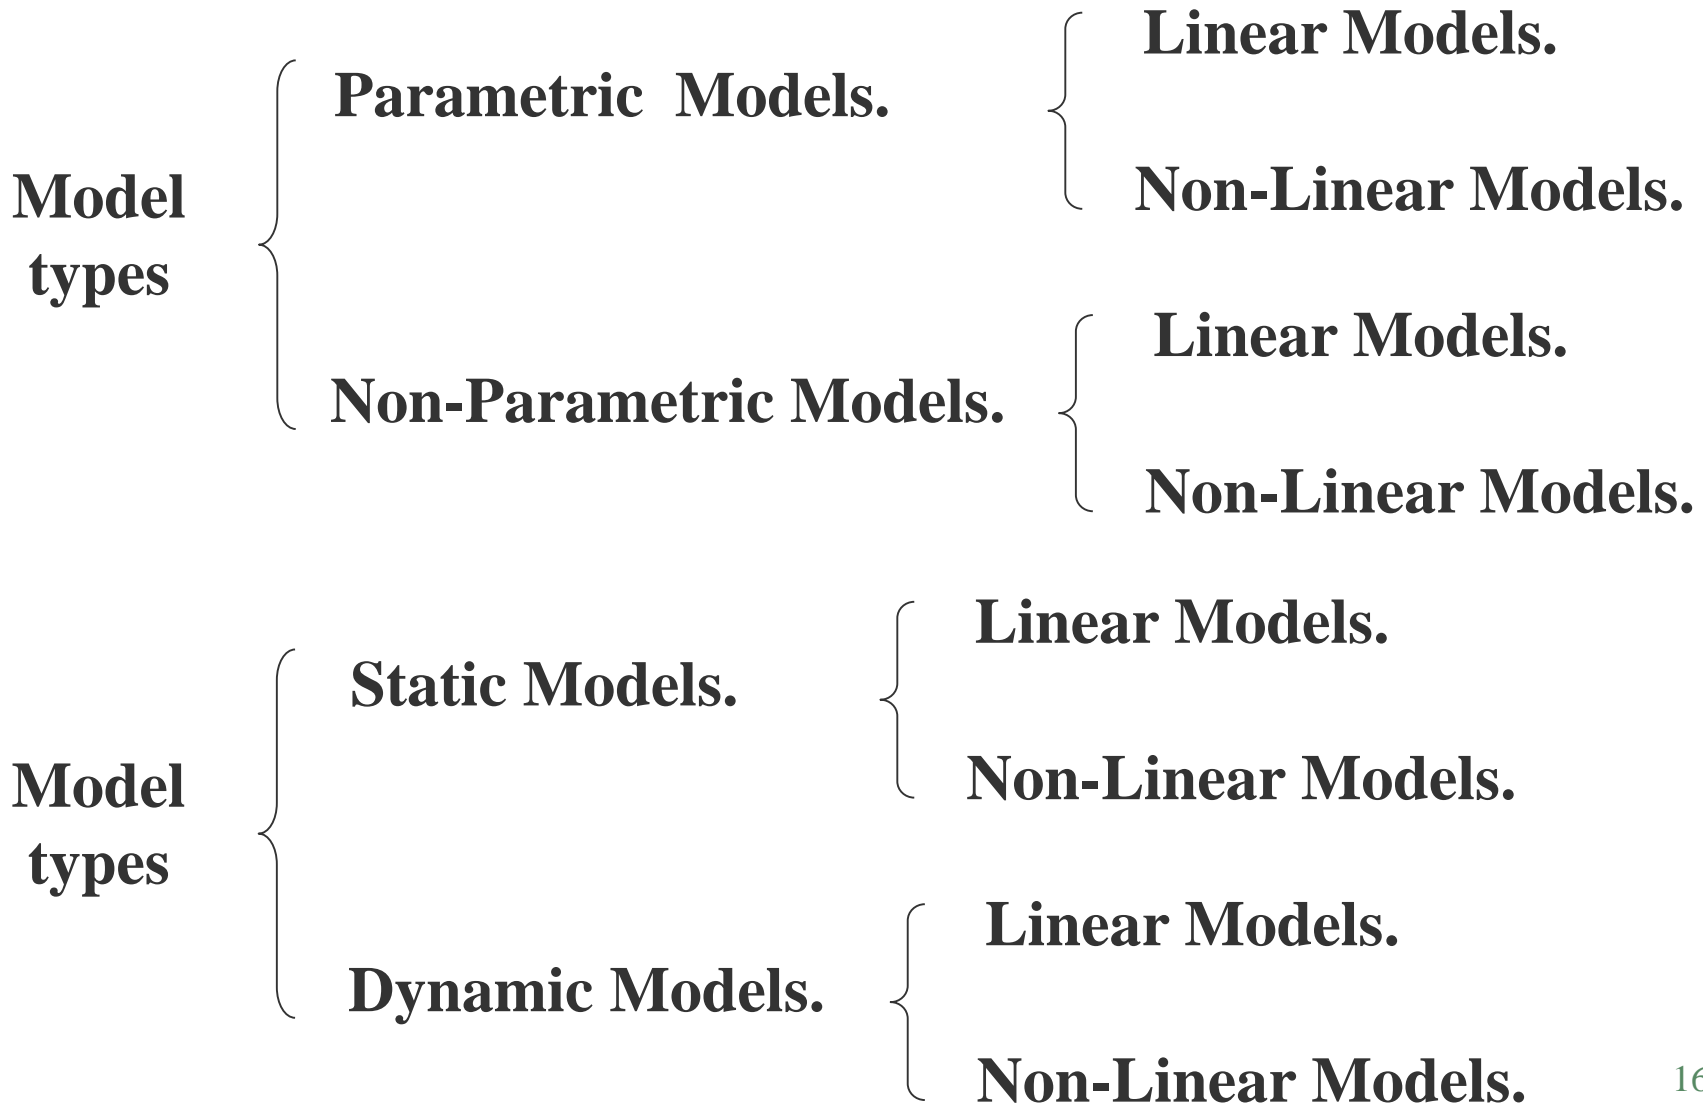 Linear Models.
Parametric Models.
Non-Linear Models.
Model
types
Linear Models.
Non-Parametric Models.
Non-Linear Models.
Linear Models.
Static Models.
Non-Linear Models.
Model
types
Linear Models.
Dynamic Models.
Non-Linear Models.
16